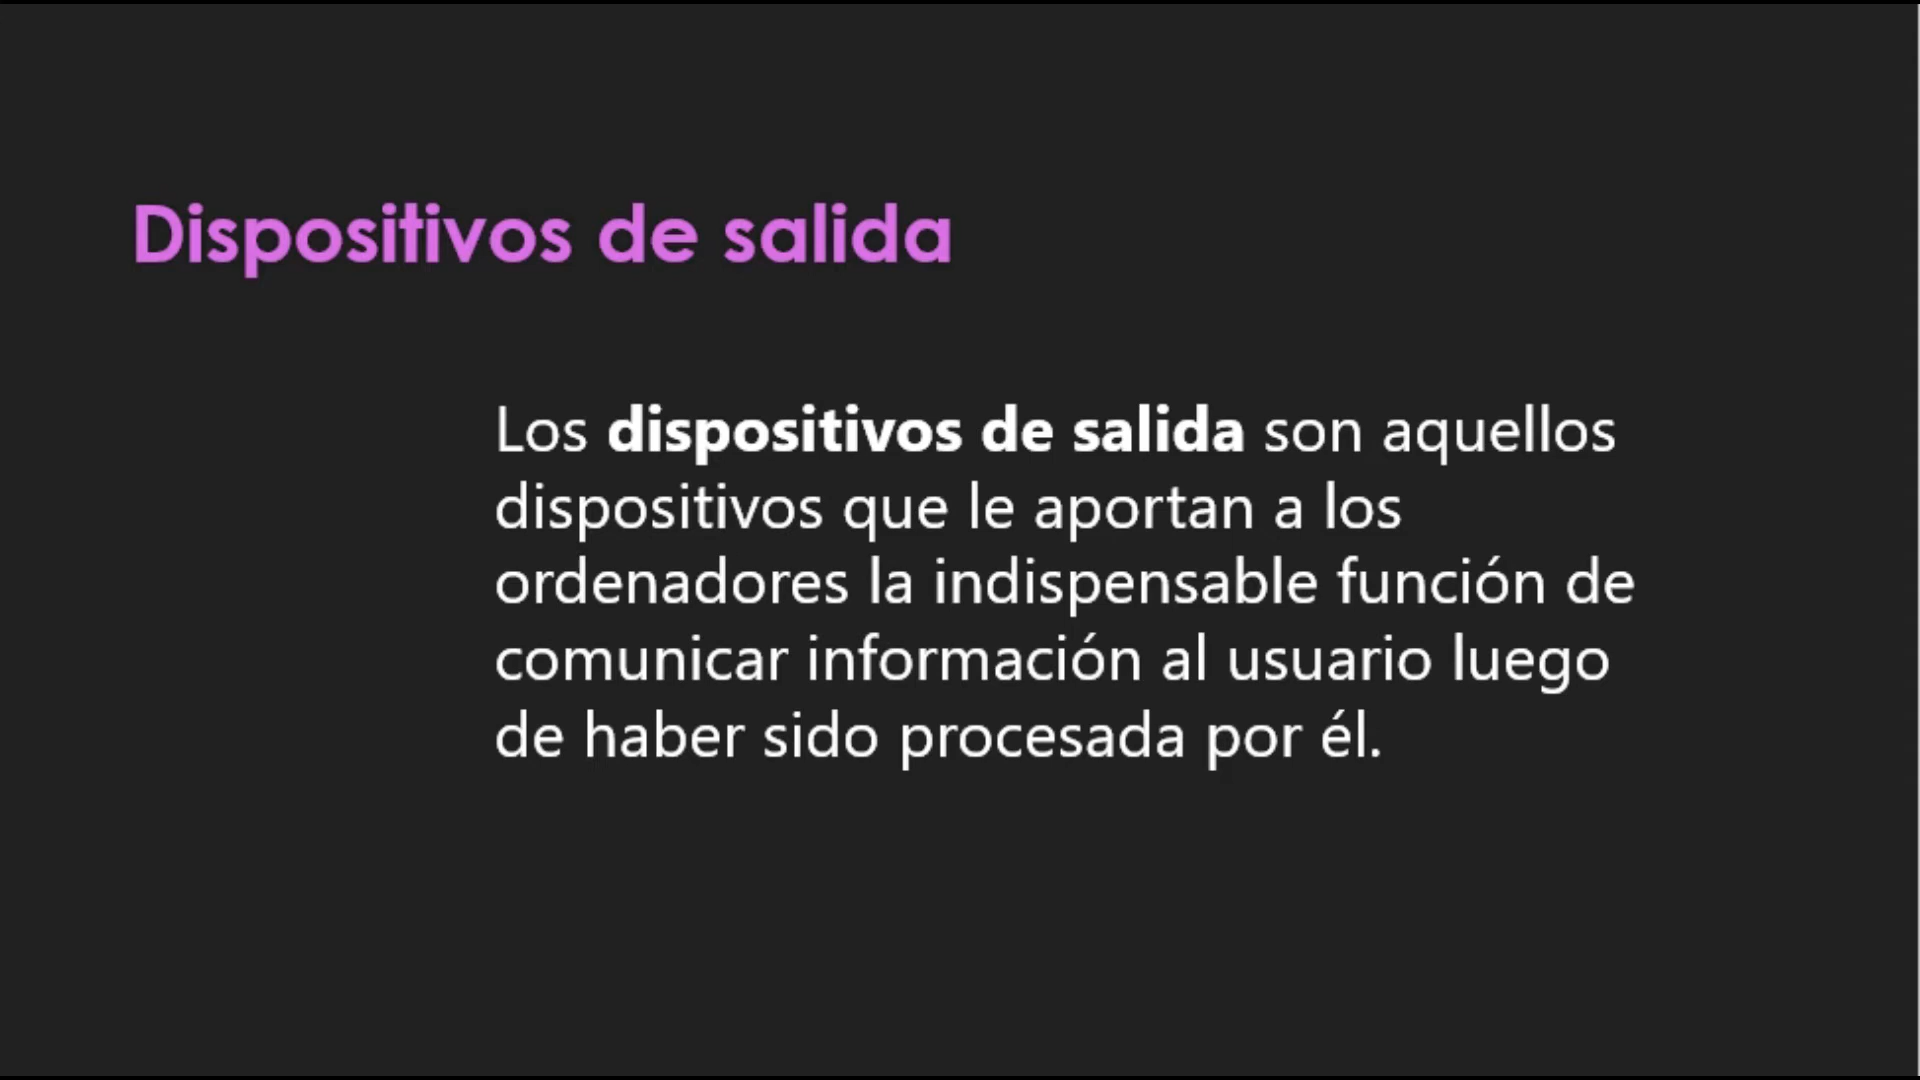 Dispositivos de salida
Los dispositivos de salida son aquellos
dispositivos que le aportan a los
ordenadores la indispensable función de
comunicar información al usuario luego
de haber sido procesada por él.